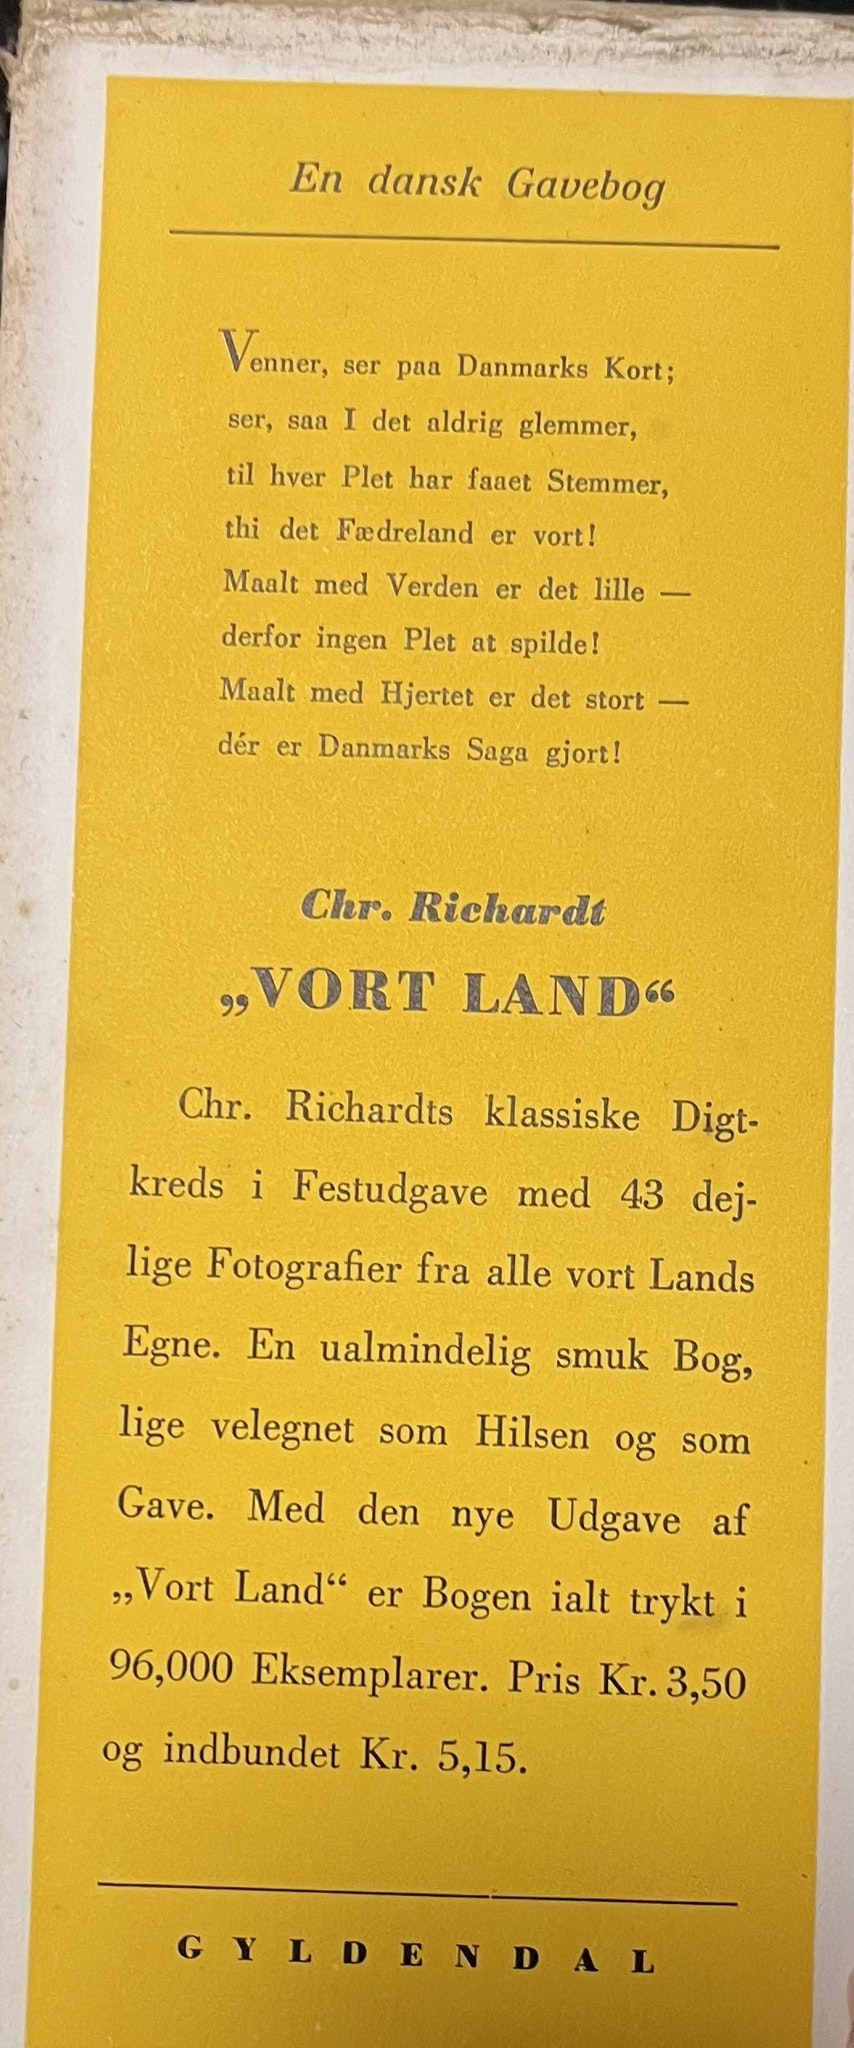 En dansk Gavebog
Venner, ser paa Danmarks Kort;
ser, saa I det aldrig glemmer,
til hver Plet har faaet Stemmer,
thi det Fædreland er vort!
Maalt med Verden er det lille —
derfor ingen Plet at spilde!
Maalt med Hjertet er det stort —
dér er Danmarks Saga gjort!
Chr. Richardt
„VORT LAND“
Chr. Richardts klassiske Digt-
kreds i Festudgave med 43 dej-
lige Fotografier fra alle vort Lands
Egne. En ualmindelig smuk Bog,
lige velegnet som Hilsen og som
Gave. Med den nye Udgave af
„Vort Land“ er Bogen ialt trykt i
96,000 Eksemplarer. Pris Kr. 3,50
og indbundet Kr. 5,15.
GYLDENDAL